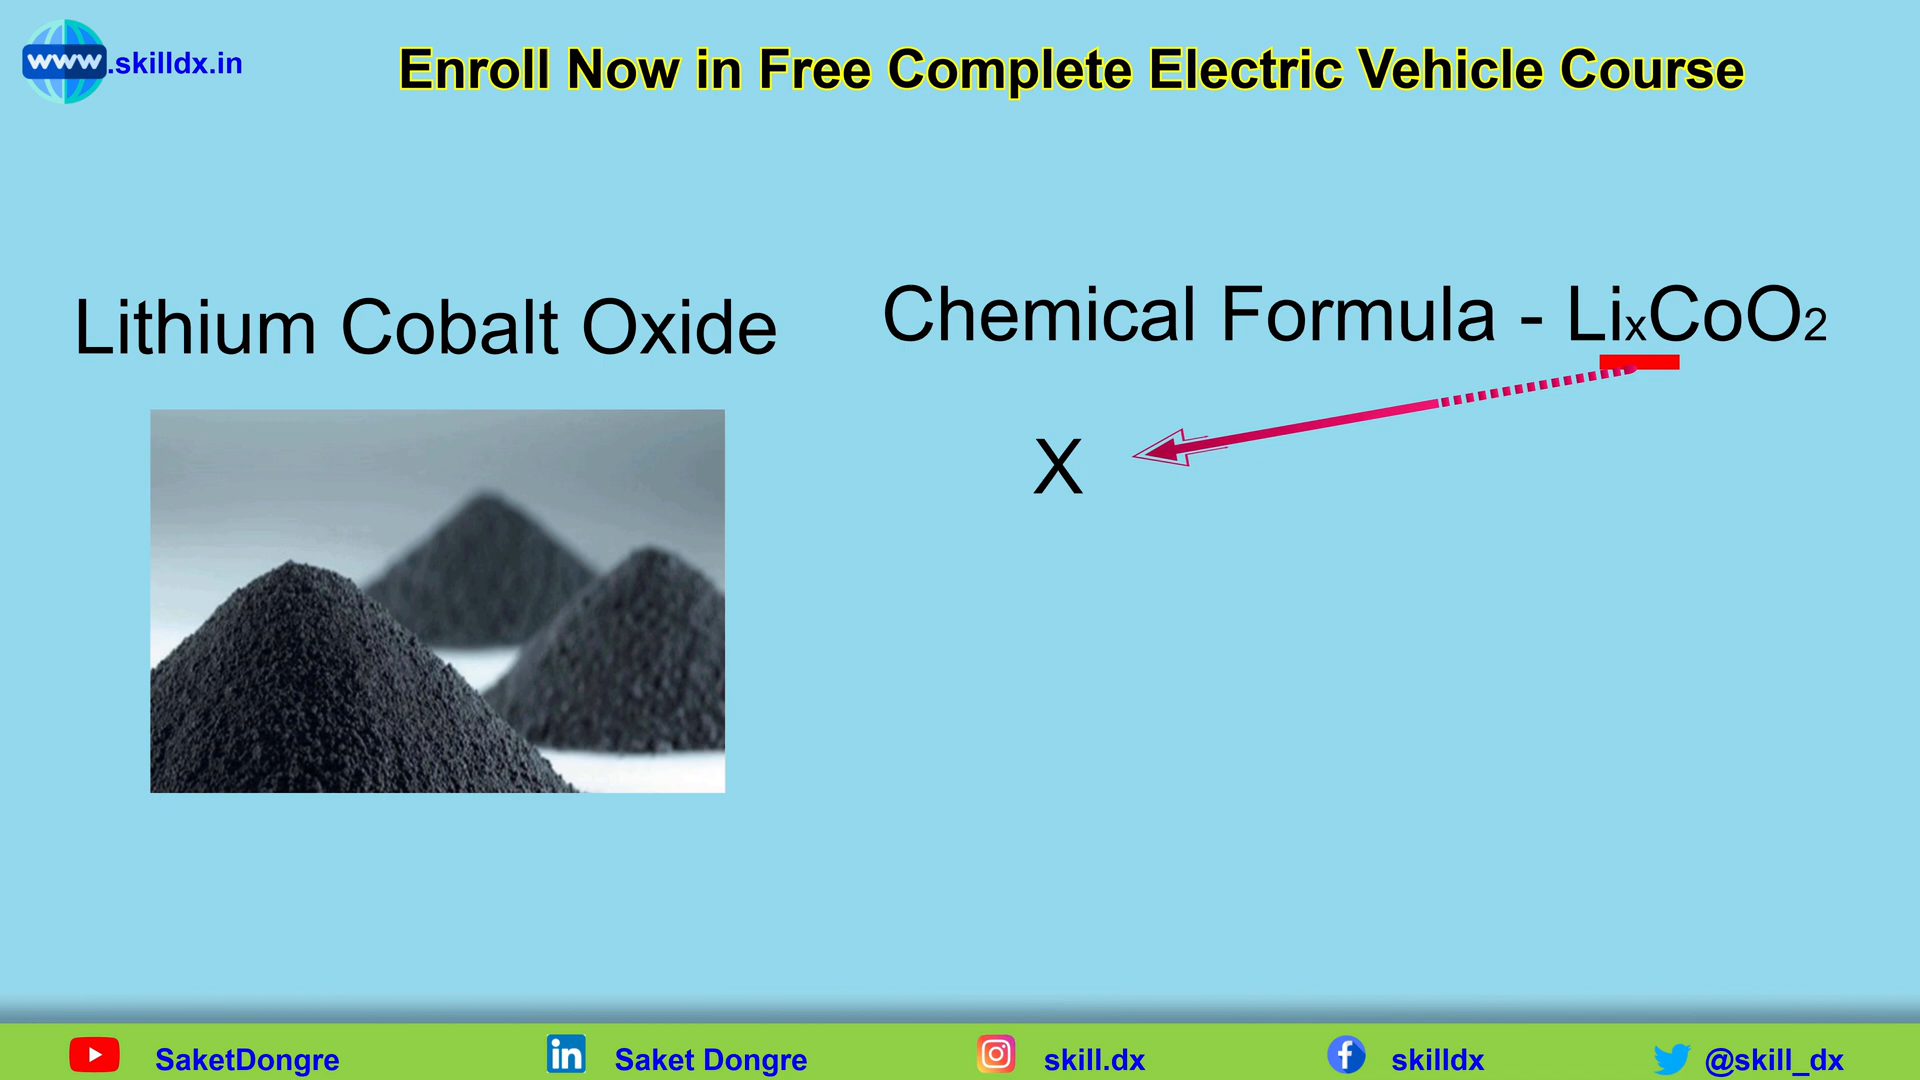 www.skilldx.in
Enroll Now in Free Complete Electric Vehicle Course
Lithium Cobalt Oxide
Chemical Formula - LiₓCoO₂
X
SaketDongre
in
Saket Dongre
skill.dx
f
skilldx
@skill_dx